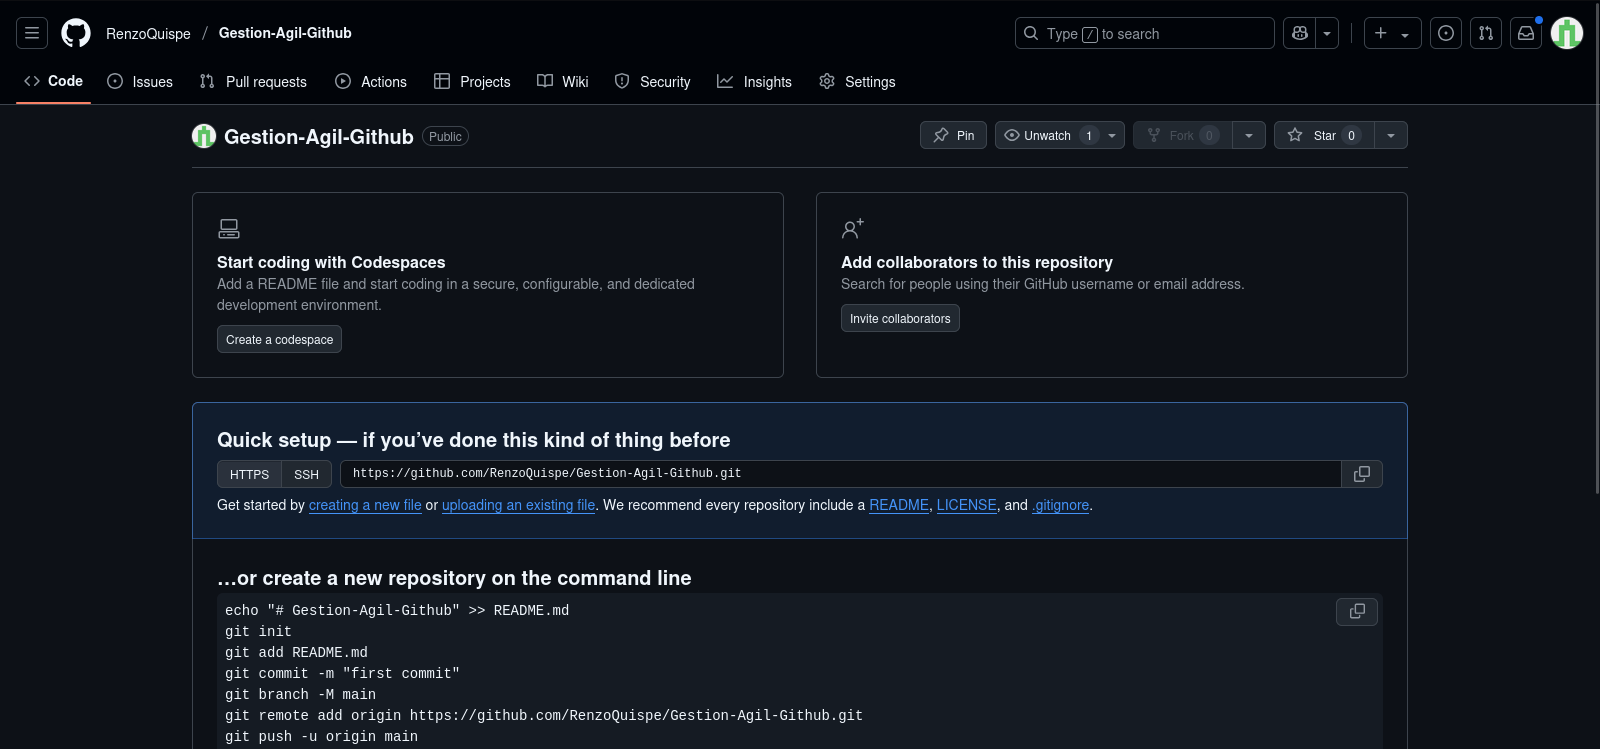 RenzoQuispe / Gestion-Agil-Github
Type / to search
Code Issues Pull requests Actions Projects Wiki Security Insights Settings
Gestion-Agil-Github Public
Pin Unwatch 1 Fork 0 Star 0
Start coding with Codespaces
Add a README file and start coding in a secure, configurable, and dedicated
development environment.
Create a codespace
Add collaborators to this repository
Search for people using their GitHub username or email address.
Invite collaborators
Quick setup — if you’ve done this kind of thing before
HTTPS SSH https://github.com/RenzoQuispe/Gestion-Agil-Github.git
Get started by creating a new file or uploading an existing file. We recommend every repository include a README, LICENSE, and .gitignore.
…or create a new repository on the command line
echo "# Gestion-Agil-Github" >> README.md
git init
git add README.md
git commit -m "first commit"
git branch -M main
git remote add origin https://github.com/RenzoQuispe/Gestion-Agil-Github.git
git push -u origin main